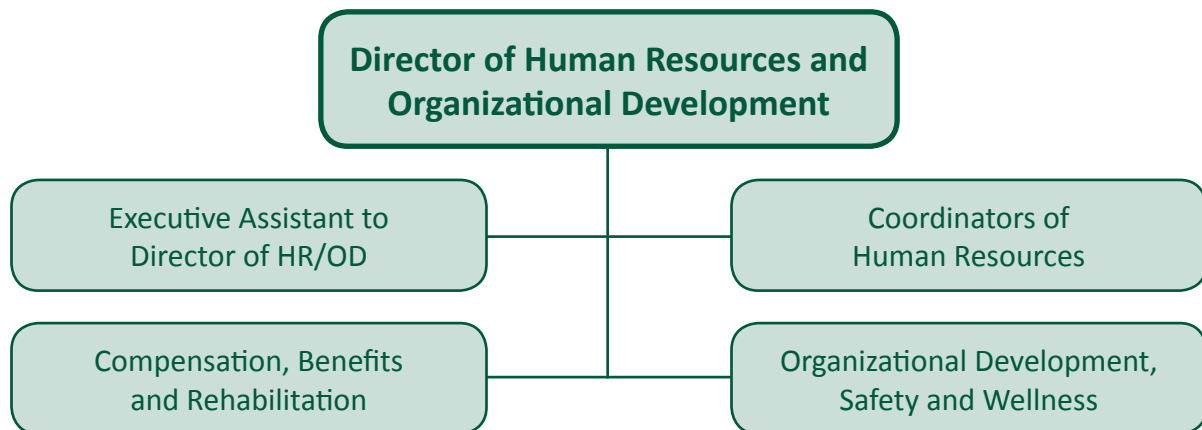 Director of Human Resources and
Organizational Development
Executive Assistant to
Director of HR/OD
Coordinators of
Human Resources
Compensation, Benefits
and Rehabilitation
Organizational Development,
Safety and Wellness